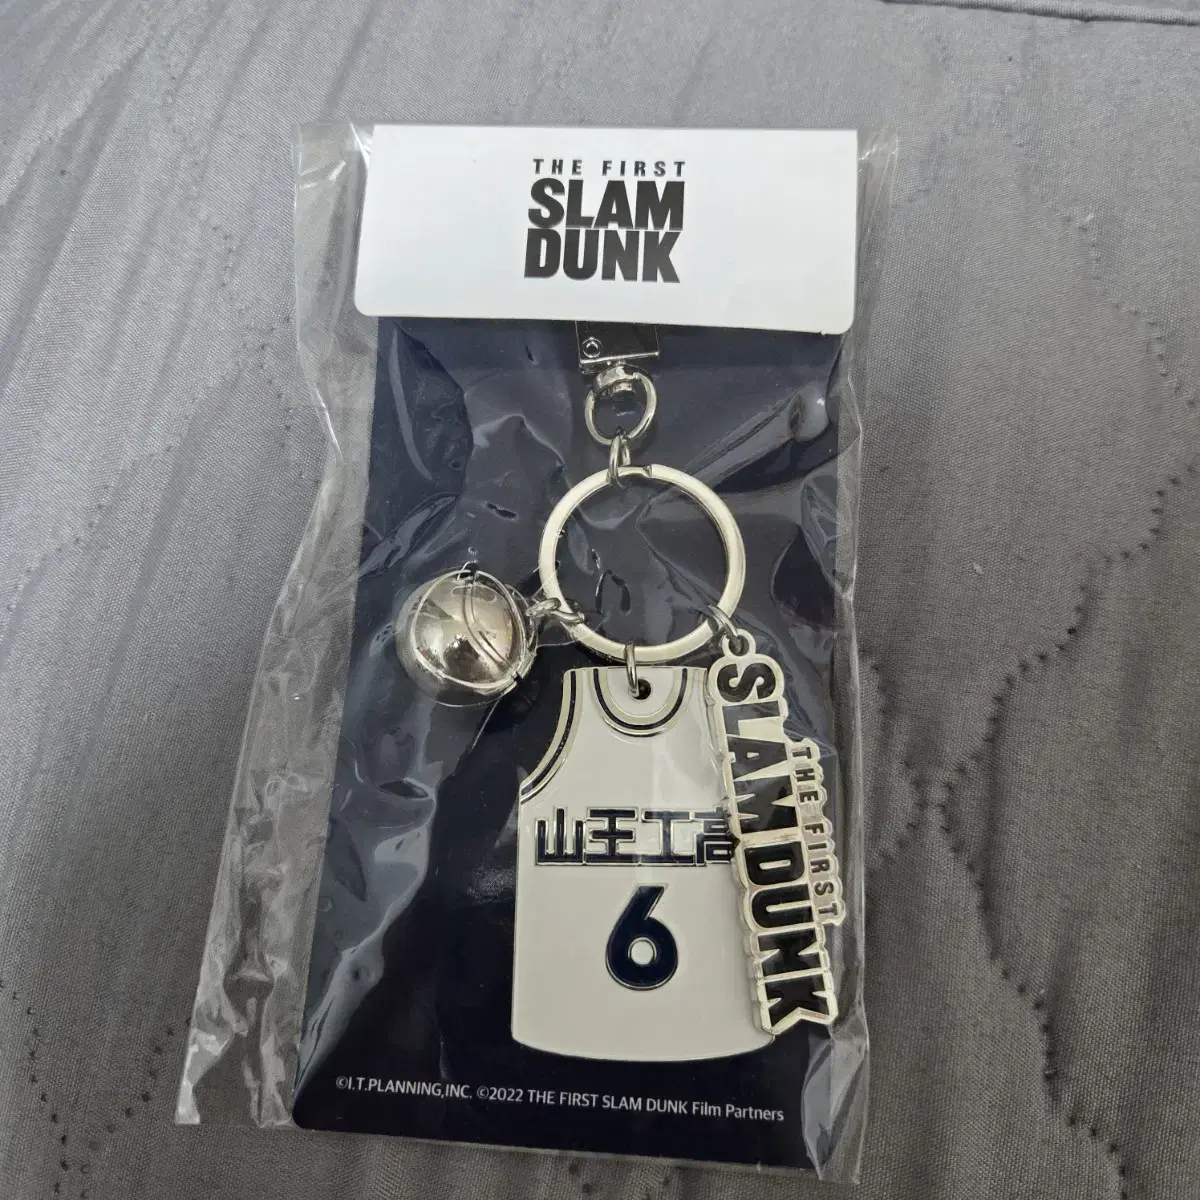 THE FIRST
SLAM
DUNK
山王工高
6
SLAM DUNK
THE FIRST
©I.T.PLANNING,INC. ©2022 THE FIRST SLAM DUNK Film Partners